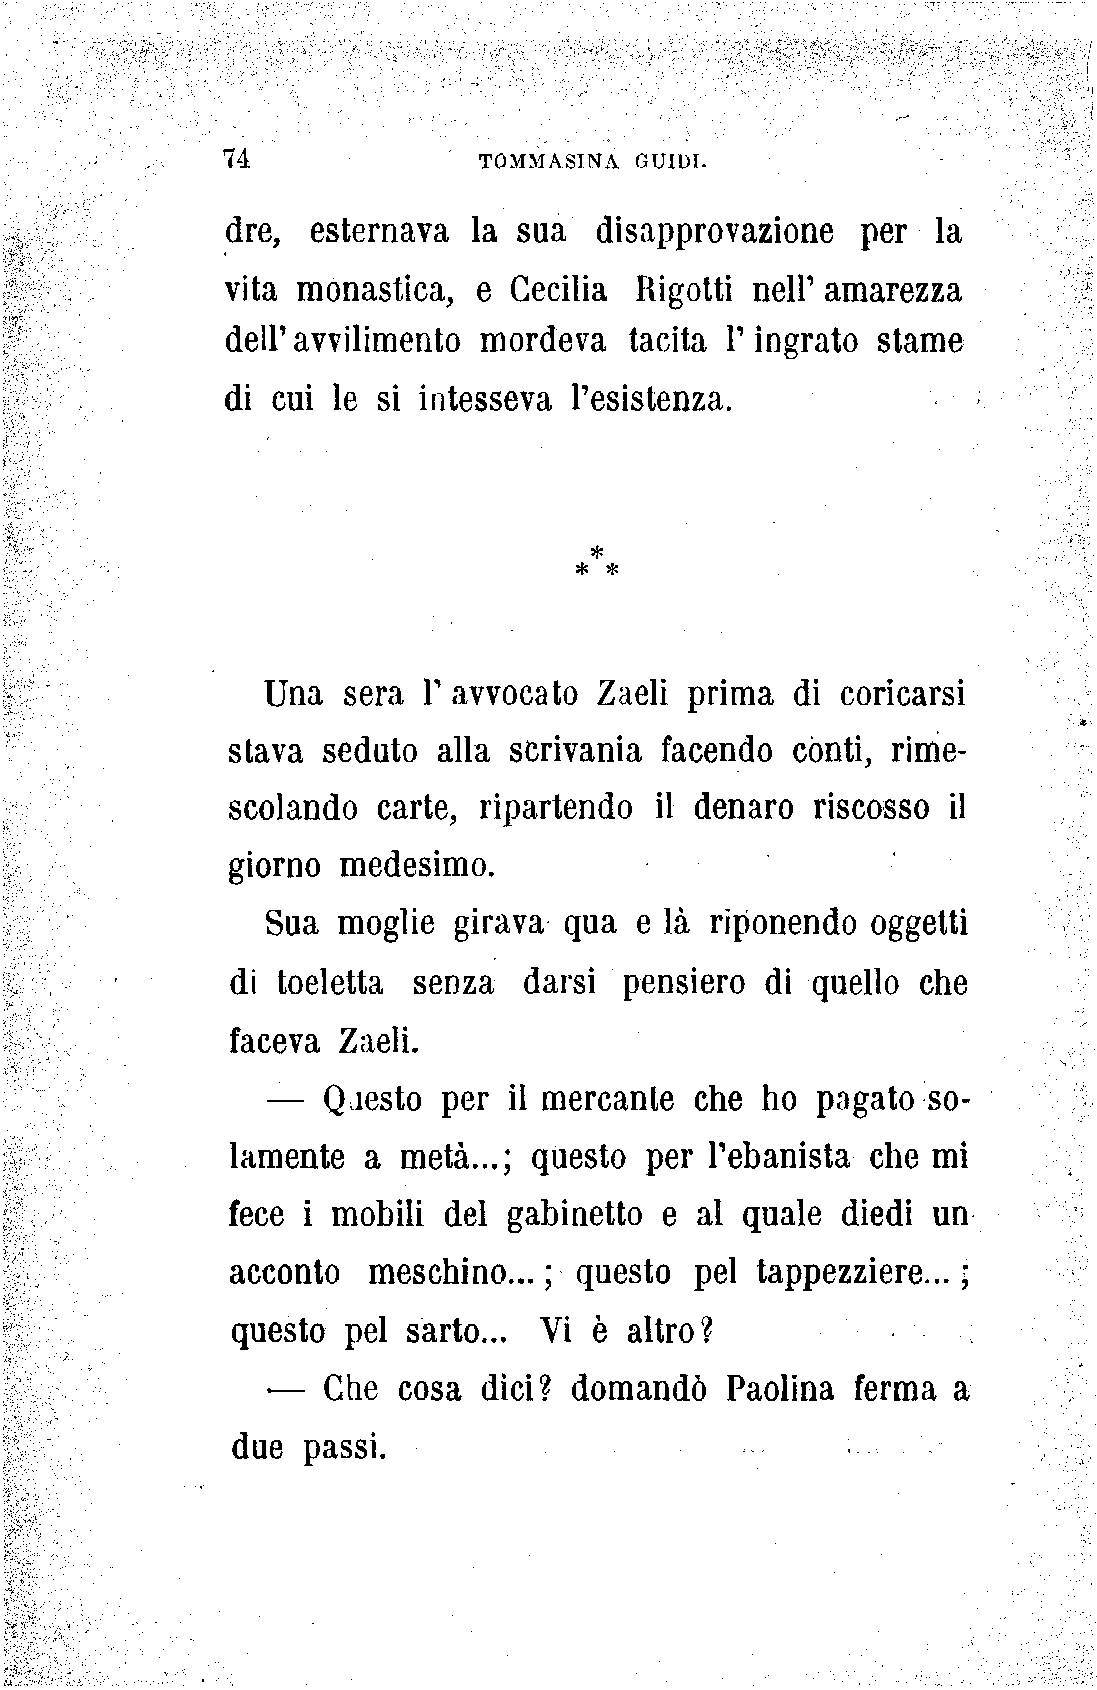 74 TOMMASINA GUIDI.
dre, esternava la sua disapprovazione per la
vita monastica, e Cecilia Rigotti nell' amarezza
dell' avvilimento mordeva tacita l' ingrato stame
di cui le si intesseva l'esistenza.
*
* *
Una sera l' avvocato Zaeli prima di coricarsi
stava seduto alla scrivania facendo conti, rime-
scolando carte, ripartendo il denaro riscosso il
giorno medesimo.
Sua moglie girava qua e là riponendo oggetti
di toeletta senza darsi pensiero di quello che
faceva Zaeli.
— Questo per il mercante che ho pagato so-
lamente a metà...; questo per l'ebanista che mi
fece i mobili del gabinetto e al quale diedi un
acconto meschino... ; questo pel tappezziere... ;
questo pel sarto... Vi è altro?
— Che cosa dici? domandò Paolina ferma a
due passi.